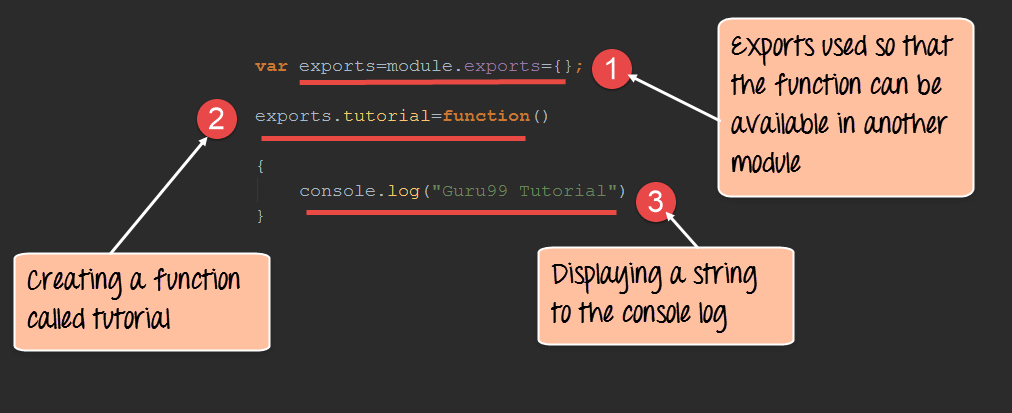 var exports=module.exports={};
1
Exports used so that
the function can be
available in another
module
2
exports.tutorial=function()
{
console.log("Guru99 Tutorial")
3
}
Creating a function
called tutorial
Displaying a string
to the console log